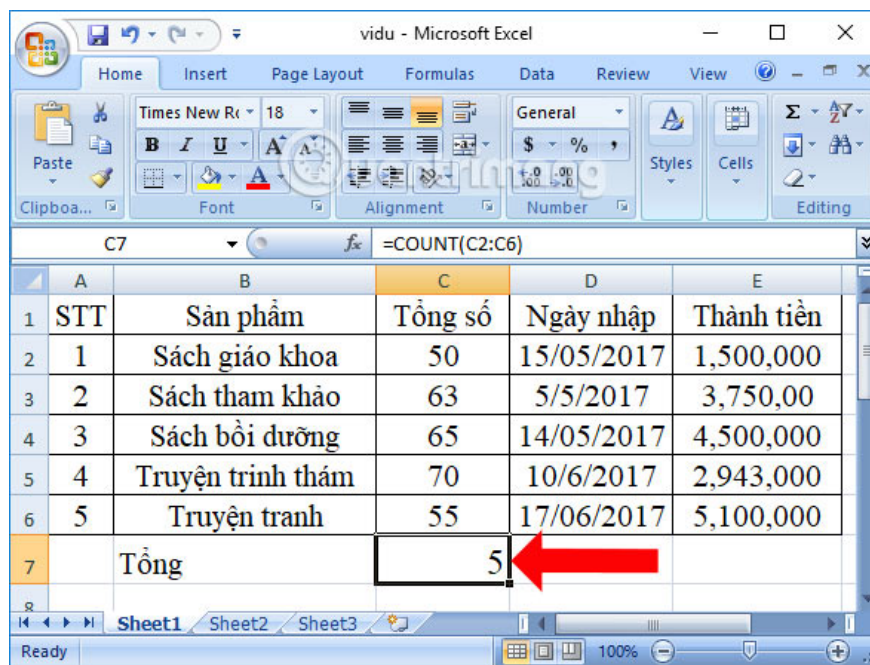 vidu - Microsoft Excel
Home Insert Page Layout Formulas Data Review View
Times New Ro 18 General
Paste B I U A A $ % , Styles Cells Σ
Clipboa... Font Alignment Number Editing
C7 fx =COUNT(C2:C6)
A B C D E
1 STT Sản phẩm Tổng số Ngày nhập Thành tiền
2 1 Sách giáo khoa 50 15/05/2017 1,500,000
3 2 Sách tham khảo 63 5/5/2017 3,750,00
4 3 Sách bồi dưỡng 65 14/05/2017 4,500,000
5 4 Truyện trinh thám 70 10/6/2017 2,943,000
6 5 Truyện tranh 55 17/06/2017 5,100,000
7 Tổng 5
8
Sheet1 Sheet2 Sheet3
Ready 100%